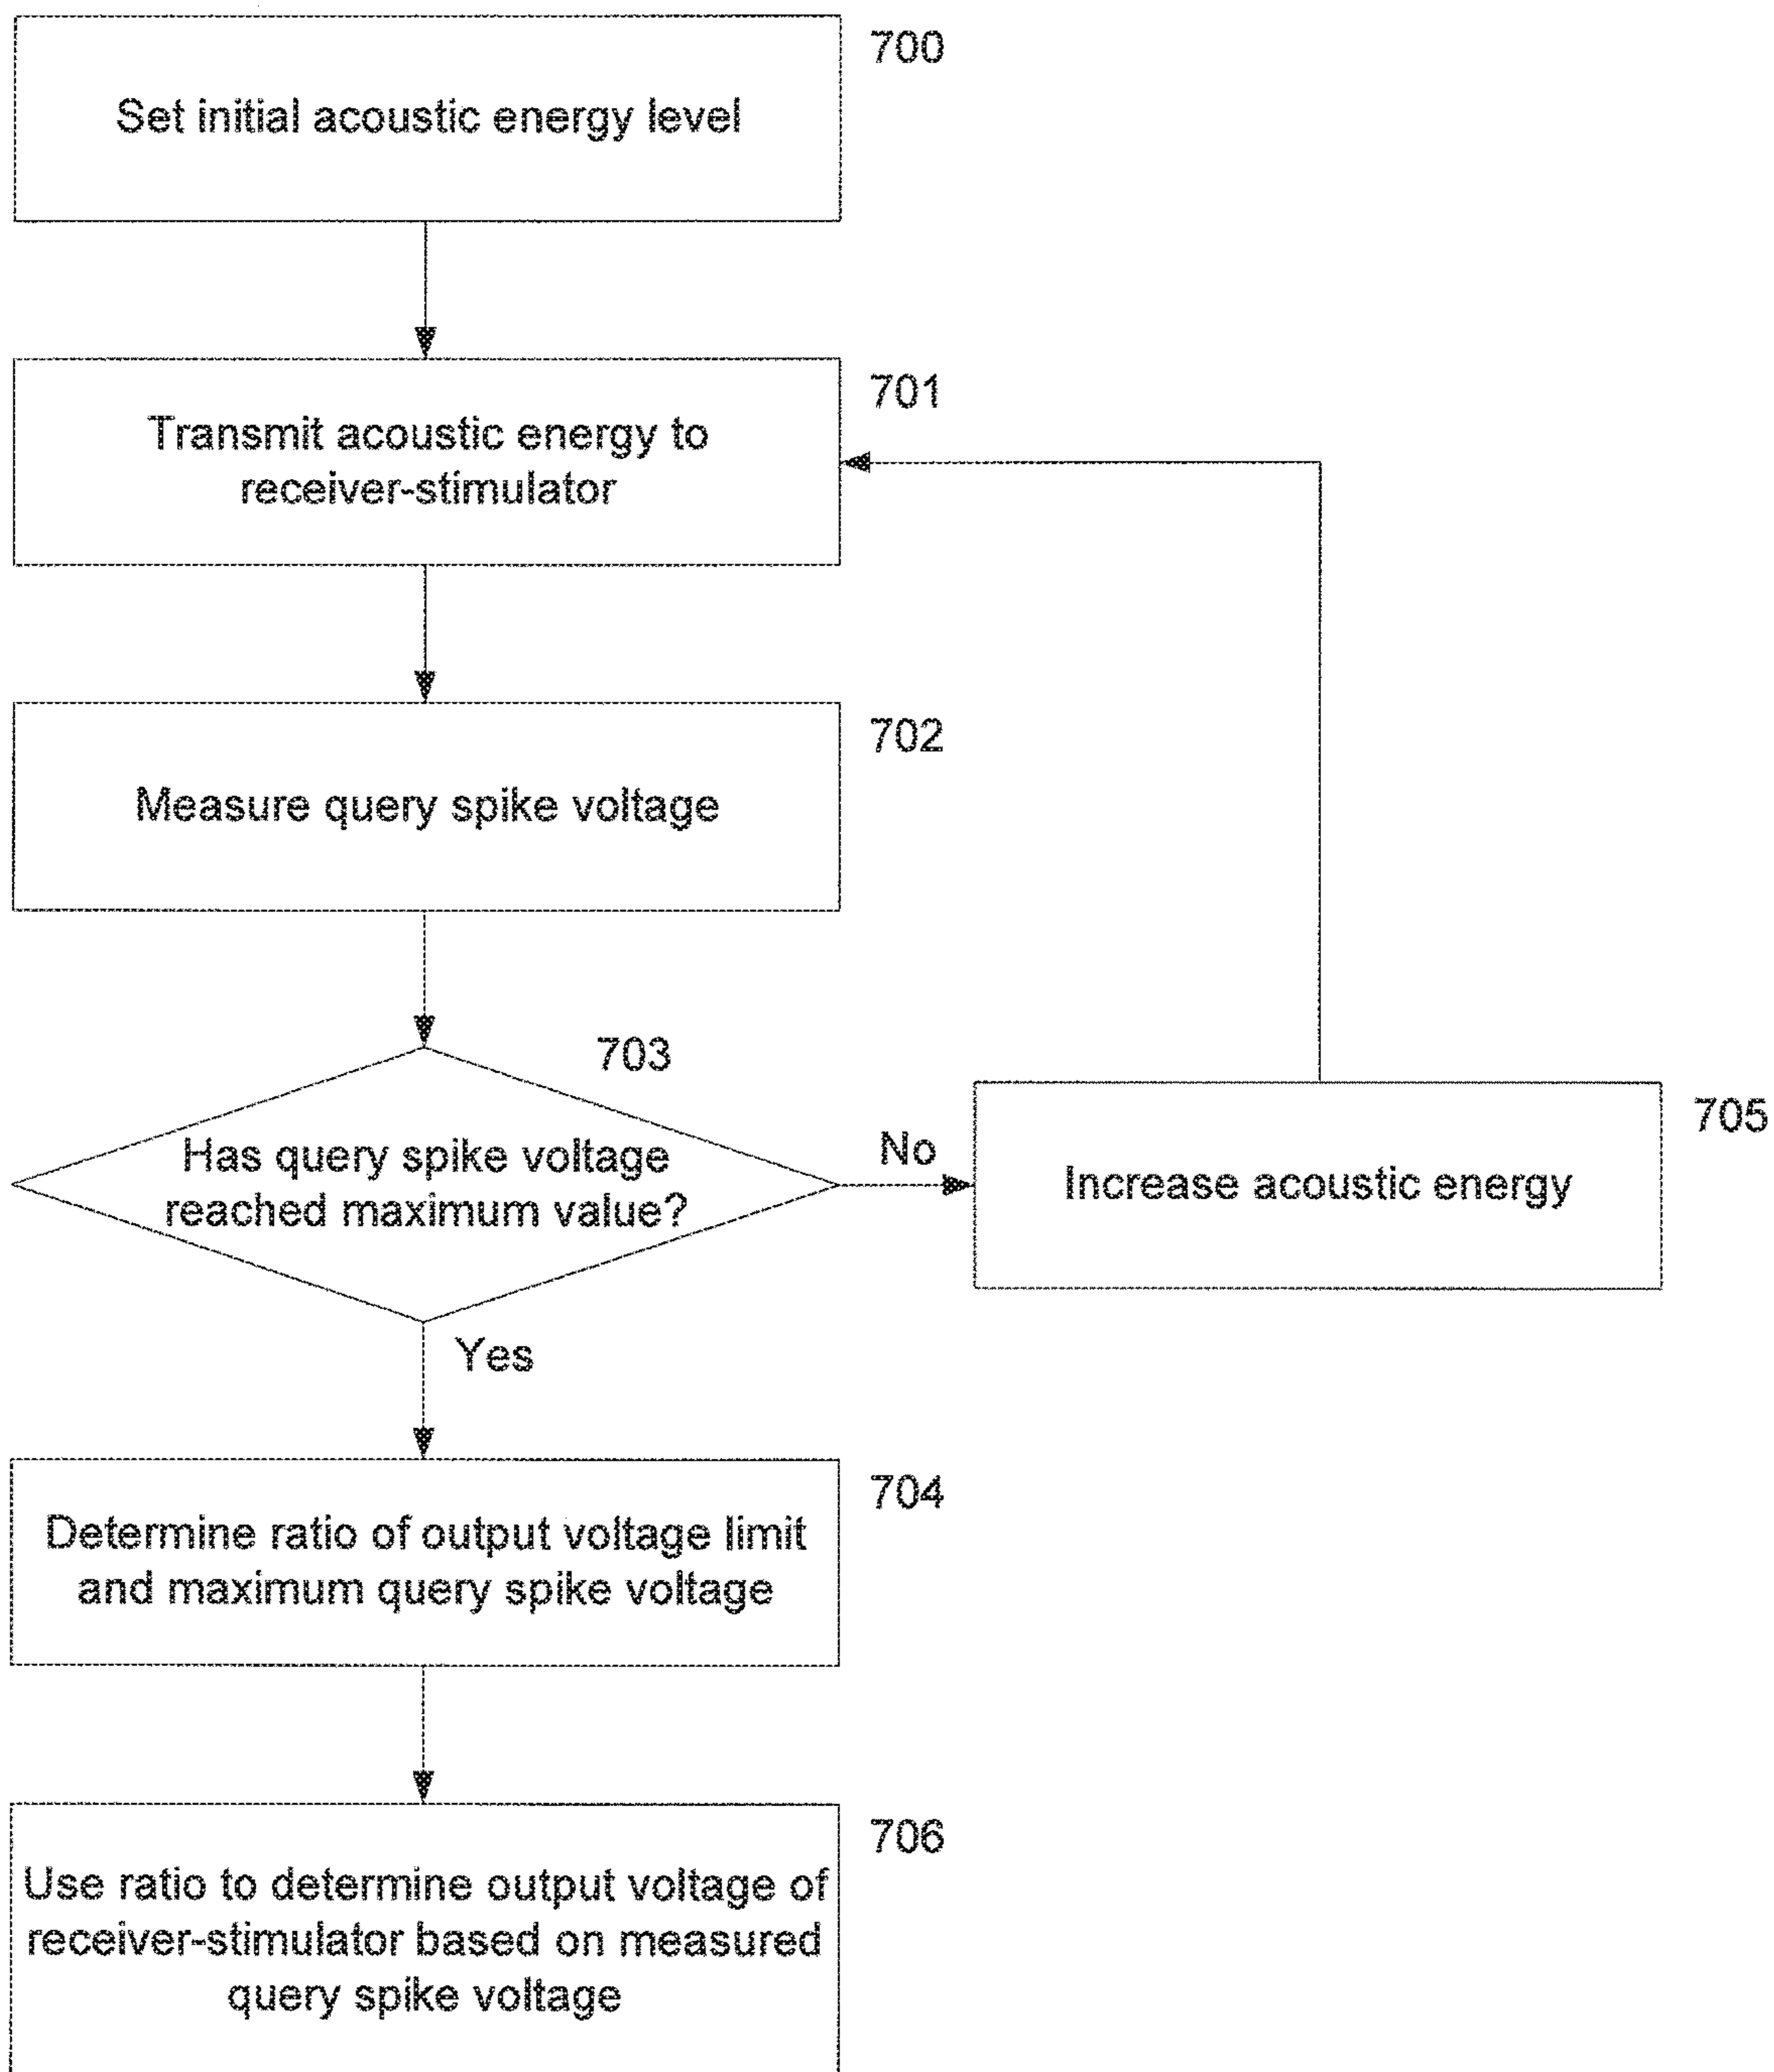 700
Set initial acoustic energy level
701
Transmit acoustic energy to
receiver-stimulator
702
Measure query spike voltage
703
Has query spike voltage
reached maximum value?
No
705
Increase acoustic energy
Yes
704
Determine ratio of output voltage limit
and maximum query spike voltage
706
Use ratio to determine output voltage of
receiver-stimulator based on measured
query spike voltage